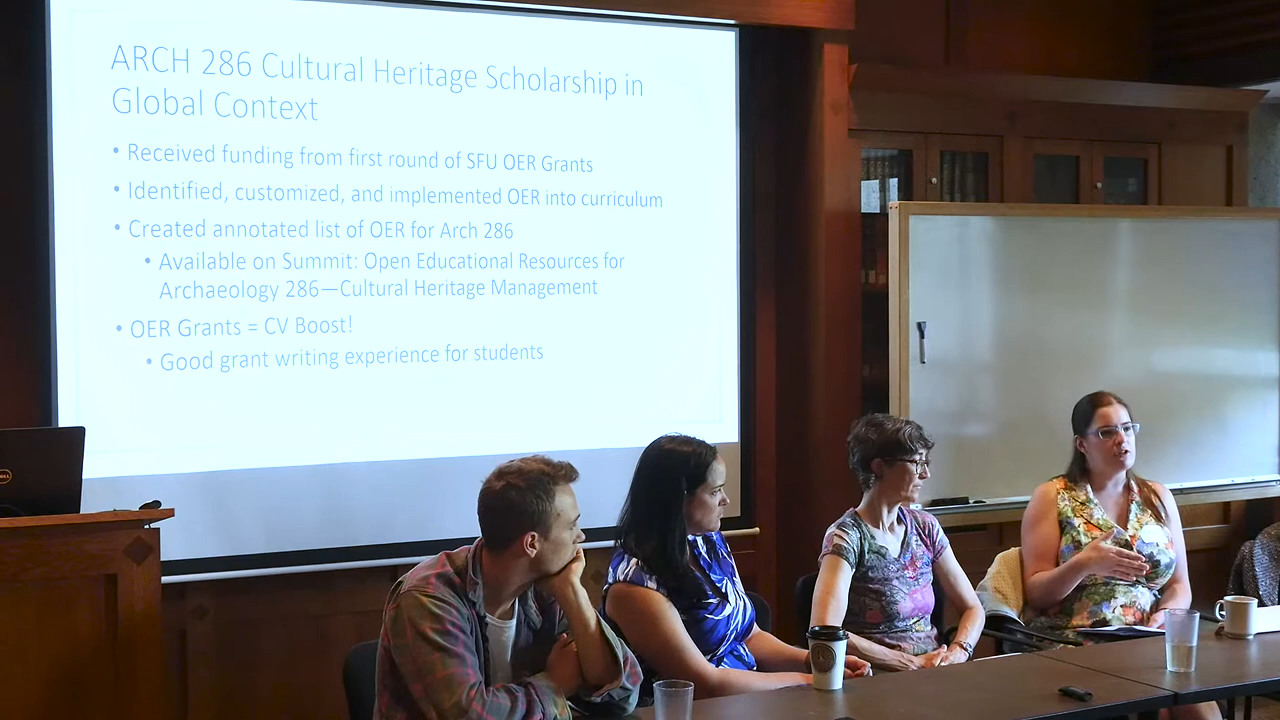 ARCH 286 Cultural Heritage Scholarship in
Global Context
• Received funding from first round of SFU OER Grants
• Identified, customized, and implemented OER into curriculum
• Created annotated list of OER for Arch 286
• Available on Summit: Open Educational Resources for
Archaeology 286—Cultural Heritage Management
• OER Grants = CV Boost!
• Good grant writing experience for students
DELL